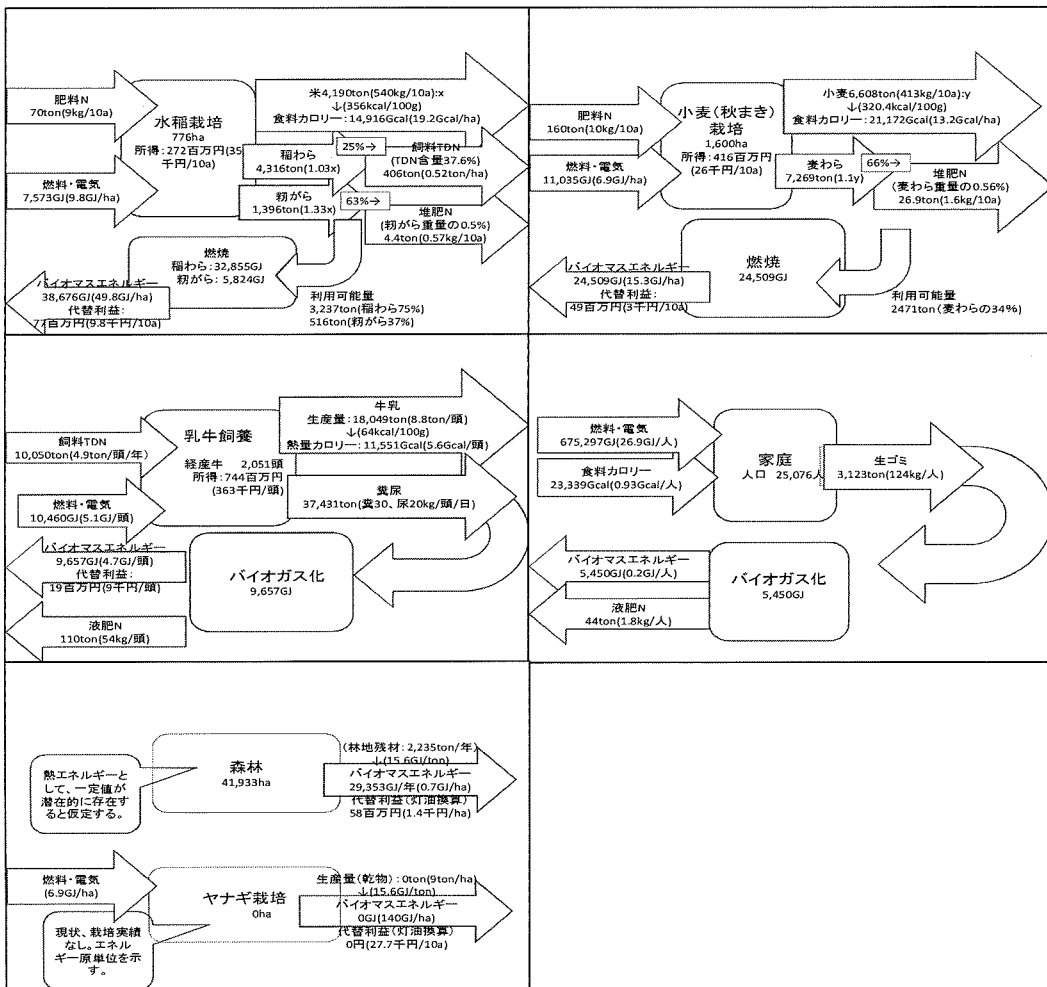 肥料N
70ton(9kg/10a)
燃料・電気
7,573GJ(9.8GJ/ha)
水稲栽培
776ha
所得:272百万円(35
千円/10a)
米4,190ton(540kg/10a):x
↓(356kcal/100g)
食料カロリー:14,916Gcal(19.2Gcal/ha)
稲わら
4,316ton(1.03x)
25%→
飼料TDN
(TDN含量37.6%)
406ton(0.52ton/ha)
籾がら
1,396ton(1.33x)
63%→
堆肥N
(籾がら重量の0.5%)
4.4ton(0.57kg/10a)
燃焼
稲わら:32,855GJ
籾がら: 5,824GJ
バイオマスエネルギー
38,676GJ(49.8GJ/ha)
代替利益:
77百万円(9.8千円/10a)
利用可能量
3,237ton(稲わら75%)
516ton(籾がら37%)
肥料N
160ton(10kg/10a)
燃料・電気
11,035GJ(6.9GJ/ha)
小麦(秋まき)
栽培
1,600ha
所得:416百万円
(26千円/10a)
小麦6,608ton(413kg/10a):y
↓(320.4kcal/100g)
食料カロリー:21,172Gcal(13.2Gcal/ha)
麦わら
7,269ton(1.1y)
66%→
堆肥N
(麦わら重量の0.56%)
26.9ton(1.6kg/10a)
燃焼
24,509GJ
バイオマスエネルギー
24,509GJ(15.3GJ/ha)
代替利益:
49百万円(3千円/10a)
利用可能量
2471ton(麦わらの34%)
飼料TDN
10,050ton(4.9ton/頭/年)
燃料・電気
10,460GJ(5.1GJ/頭)
乳牛飼養
経産牛 2,051頭
所得:744百万円
(363千円/頭)
牛乳
生産量:18,049ton(8.8ton/頭)
↓(64kcal/100g)
熱量カロリー:11,551Gcal(5.6Gcal/頭)
糞尿
37,431ton(糞30、尿20kg/頭/日)
バイオマスエネルギー
9,657GJ(4.7GJ/頭)
代替利益:
19百万円(9千円/頭)
バイオガス化
9,657GJ
液肥N
110ton(54kg/頭)
燃料・電気
675,297GJ(26.9GJ/人)
食料カロリー
23,339Gcal(0.93Gcal/人)
家庭
人口 25,076人
生ゴミ
3,123ton(124kg/人)
バイオマスエネルギー
5,450GJ(0.2GJ/人)
バイオガス化
5,450GJ
液肥N
44ton(1.8kg/人)
熱エネルギーと
して、一定値が
潜在的に存在す
ると仮定する。
森林
41,933ha
(林地残材:2,235ton/年)
↓(15.6GJ/ton)
バイオマスエネルギー
29,353GJ/年(0.7GJ/ha)
代替利益(灯油換算)
58百万円(1.4千円/ha)
燃料・電気
(6.9GJ/ha)
ヤナギ栽培
0ha
現状、栽培実績
なし。エネル
ギー原単位を示
す。
生産量(乾物):0ton(9ton/ha)
↓(15.6GJ/ton)
バイオマスエネルギー
0GJ(140GJ/ha)
代替利益(灯油換算)
0円(27.7千円/10a)